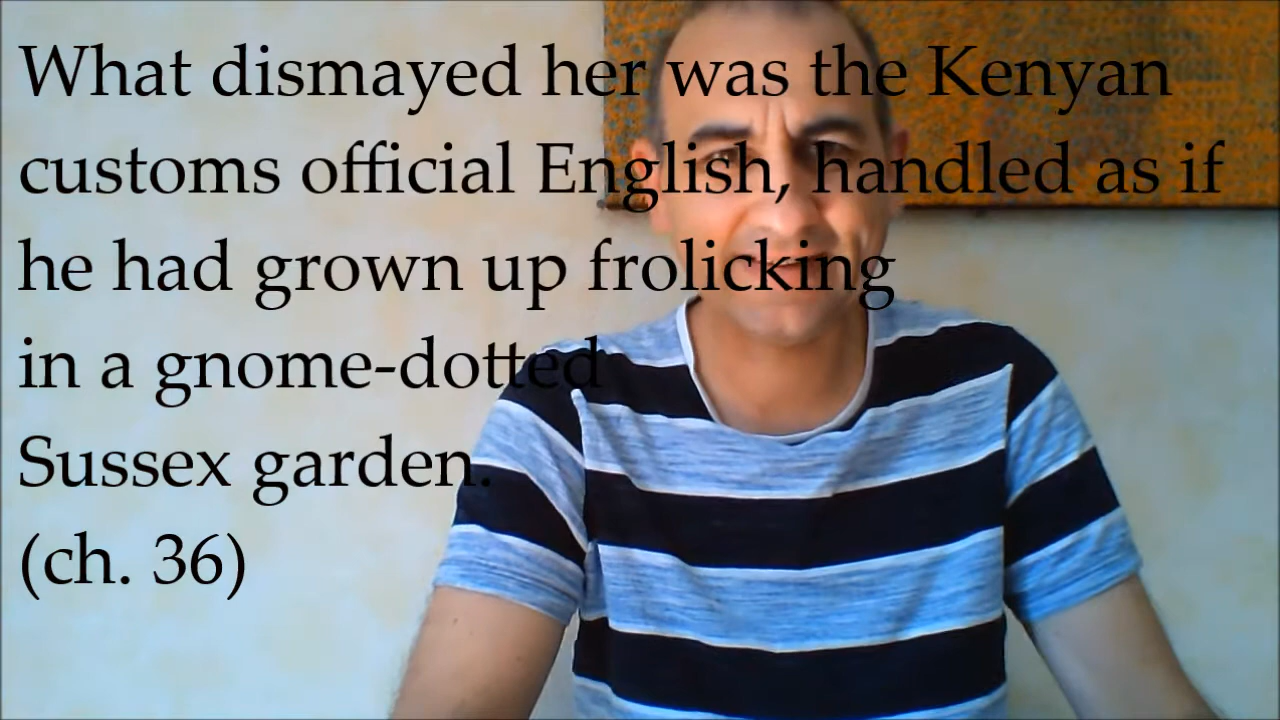 What dismayed her was the Kenyan
customs official English, handled as if
he had grown up frolicking
in a gnome-dotted
Sussex garden.
(ch. 36)